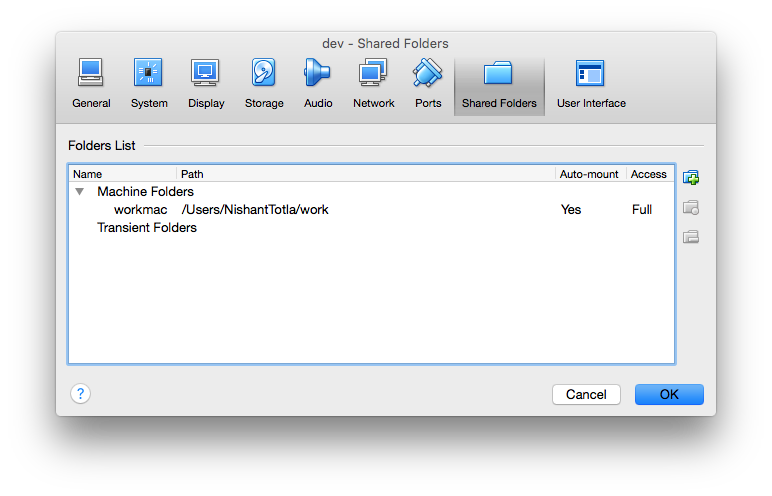 dev - Shared Folders
General System Display Storage Audio Network Ports Shared Folders User Interface
Folders List
Name Path Auto-mount Access
Machine Folders
workmac /Users/NishantTotla/work Yes Full
Transient Folders
? Cancel OK